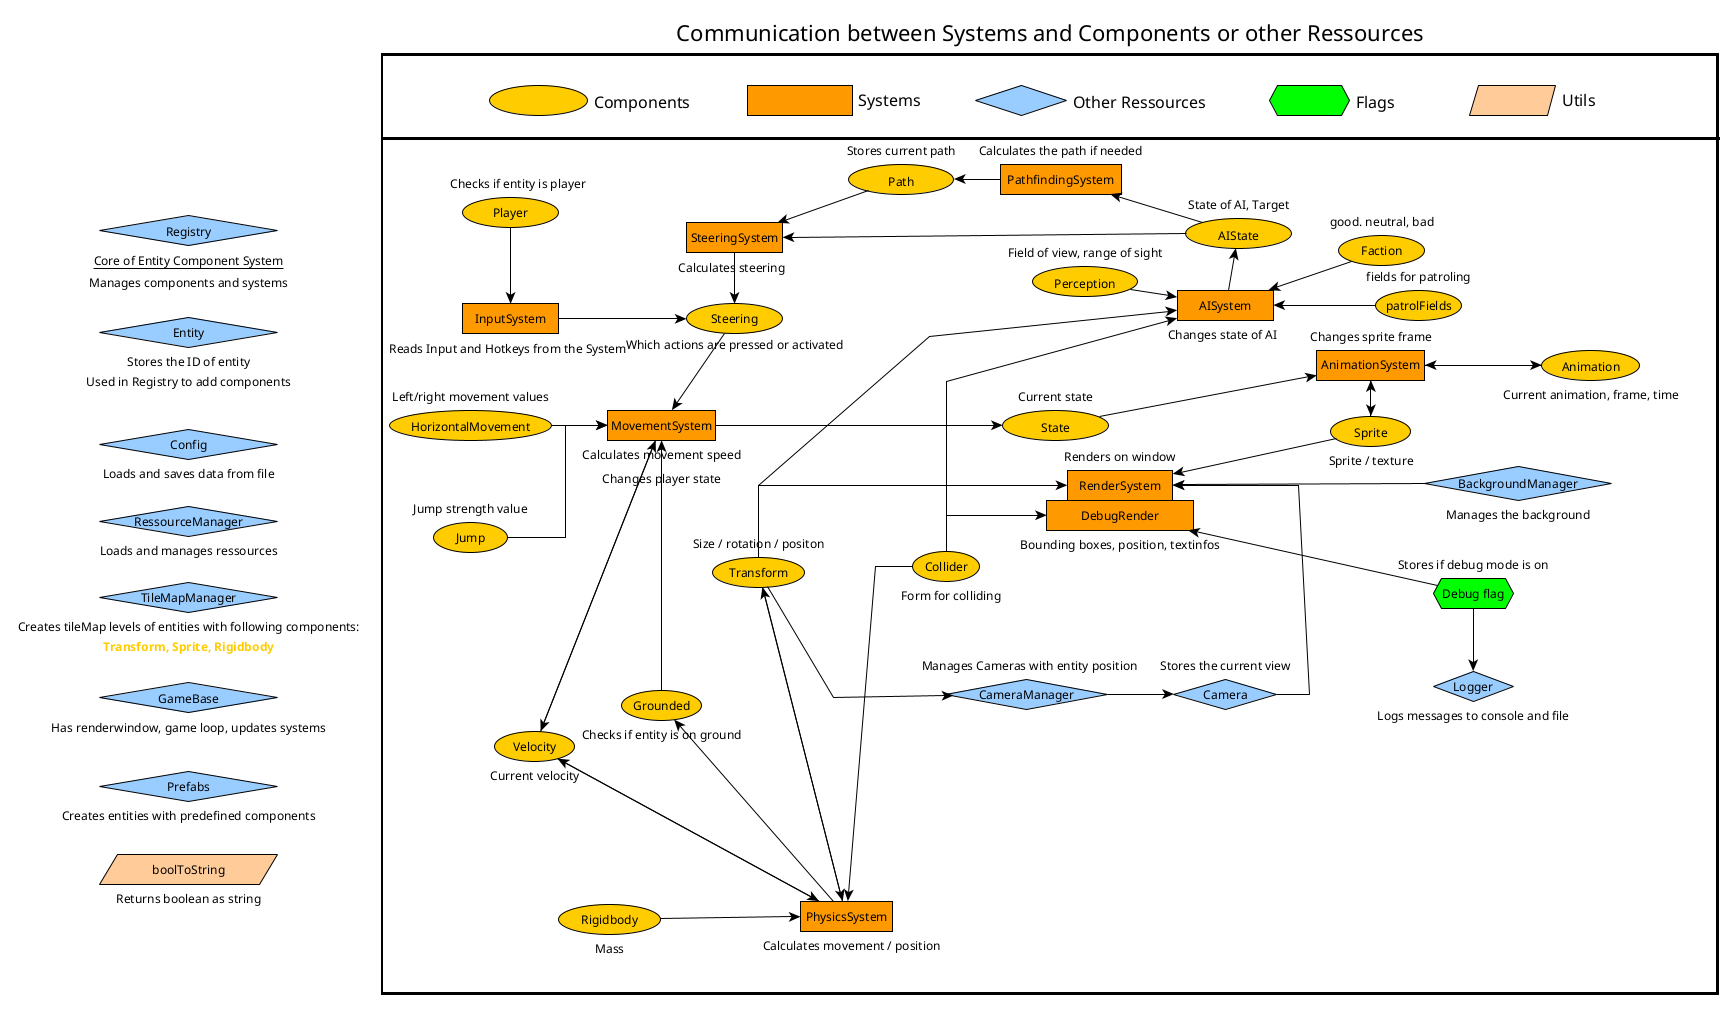 Communication between Systems and Components or other Ressources
Components
Systems
Other Ressources
Flags
Utils
Registry
Core of Entity Component System
Manages components and systems
Entity
Stores the ID of entity
Used in Registry to add components
Config
Loads and saves data from file
RessourceManager
Loads and manages ressources
TileMapManager
Creates tileMap levels of entities with following components:
Transform, Sprite, Rigidbody
GameBase
Has renderwindow, game loop, updates systems
Prefabs
Creates entities with predefined components
boolToString
Returns boolean as string
Stores current path
Path
Calculates the path if needed
PathfindingSystem
Checks if entity is player
Player
SteeringSystem
Calculates steering
State of AI, Target
AIState
good. neutral, bad
Faction
Field of view, range of sight
Perception
fields for patroling
patrolFields
AISystem
Changes state of AI
InputSystem
Reads Input and Hotkeys from the System
Steering
Which actions are pressed or activated
Changes sprite frame
AnimationSystem
Animation
Current animation, frame, time
Left/right movement values
HorizontalMovement
MovementSystem
Calculates movement speed
Changes player state
Current state
State
Sprite
Sprite / texture
Renders on window
RenderSystem
DebugRender
Bounding boxes, position, textinfos
BackgroundManager
Manages the background
Jump strength value
Jump
Size / rotation / positon
Transform
Collider
Form for colliding
Stores if debug mode is on
Debug flag
Logger
Logs messages to console and file
Manages Cameras with entity position
CameraManager
Stores the current view
Camera
Grounded
Checks if entity is on ground
Velocity
Current velocity
Rigidbody
Mass
PhysicsSystem
Calculates movement / position